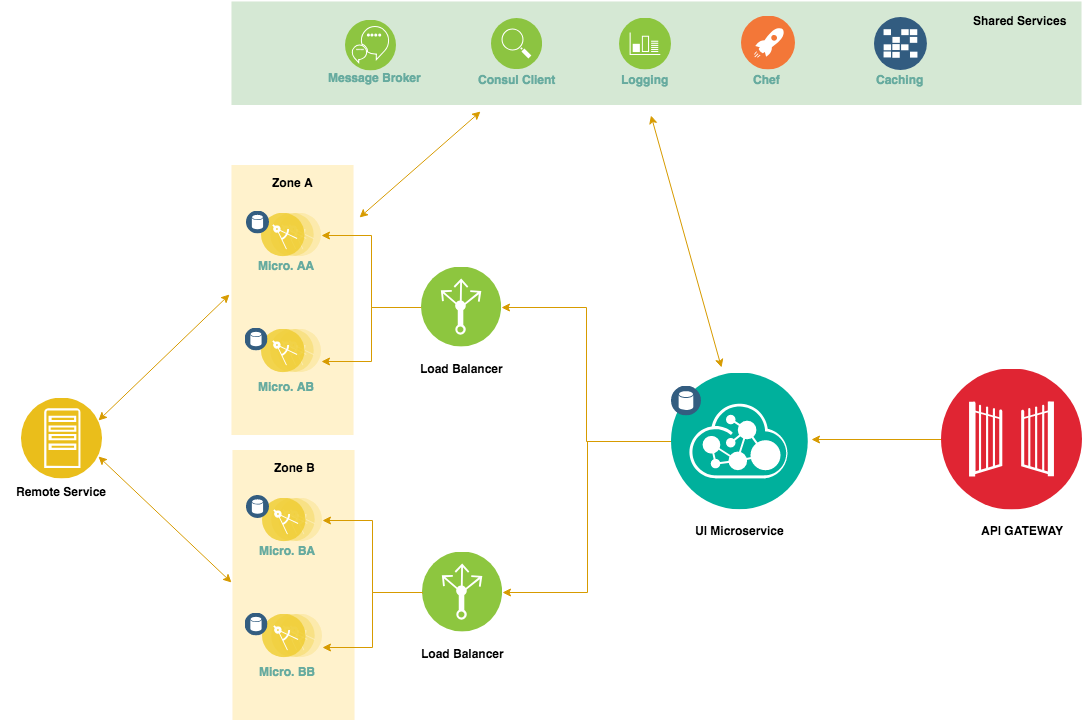 Shared Services
Message Broker
Consul Client
Logging
Chef
Caching
Zone A
Micro. AA
Micro. AB
Load Balancer
Remote Service
UI Microservice
API GATEWAY
Zone B
Micro. BA
Micro. BB
Load Balancer